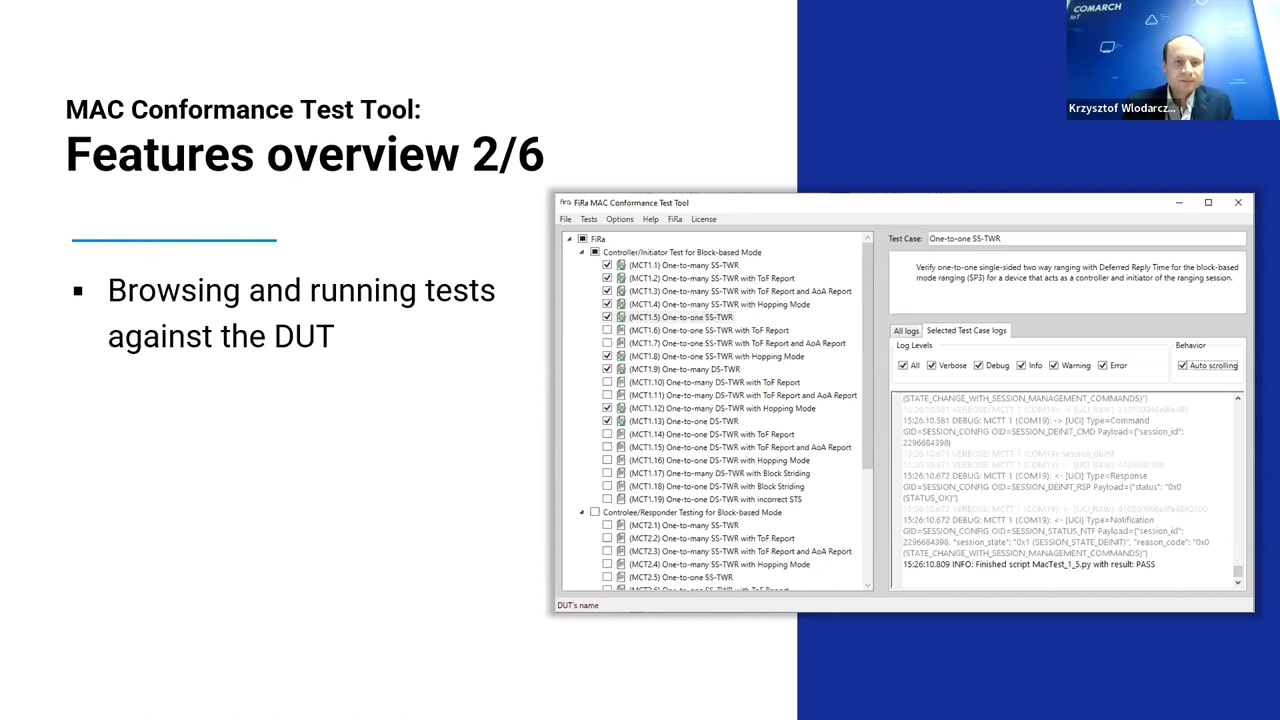 COMARCH
IoT
Krzysztof Wlodarcz...
MAC Conformance Test Tool:
Features overview 2/6
▪ Browsing and running tests
against the DUT
FiRa FiRa MAC Conformance Test Tool
File Tests Options Help FiRa License
FiRa
Controller/Initiator Test for Block-based Mode
(MCT1.1) One-to-many SS-TWR
(MCT1.2) One-to-many SS-TWR with ToF Report
(MCT1.3) One-to-many SS-TWR with ToF Report and AoA Report
(MCT1.4) One-to-many SS-TWR with Hopping Mode
(MCT1.5) One-to-one SS-TWR
(MCT1.6) One-to-one SS-TWR with ToF Report
(MCT1.7) One-to-one SS-TWR with ToF Report and AoA Report
(MCT1.8) One-to-one SS-TWR with Hopping Mode
(MCT1.9) One-to-many DS-TWR
(MCT1.10) One-to-many DS-TWR with ToF Report
(MCT1.11) One-to-many DS-TWR with ToF Report and AoA Report
(MCT1.12) One-to-many DS-TWR with Hopping Mode
(MCT1.13) One-to-one DS-TWR
(MCT1.14) One-to-one DS-TWR with ToF Report
(MCT1.15) One-to-one DS-TWR with ToF Report and AoA Report
(MCT1.16) One-to-one DS-TWR with Hopping Mode
(MCT1.17) One-to-many DS-TWR with Block Striding
(MCT1.18) One-to-one DS-TWR with Block Striding
(MCT1.19) One-to-one DS-TWR with incorrect STS
Controlee/Responder Testing for Block-based Mode
(MCT2.1) One-to-many SS-TWR
(MCT2.2) One-to-many SS-TWR with ToF Report
(MCT2.3) One-to-many SS-TWR with ToF Report and AoA Report
(MCT2.4) One-to-many SS-TWR with Hopping Mode
(MCT2.5) One-to-one SS-TWR
Test Case: One-to-one SS-TWR
Verify one-to-one single-sided two way ranging with Deferred Reply Time for the block-based
mode ranging (SP3) for a device that acts as a controller and initiator of the ranging session.
All logs Selected Test Case logs
Log Levels Behavior
All Verbose Debug Info Warning Error Auto scrolling
(STATE_CHANGE_WITH_SESSION_MANAGEMENT_COMMANDS)"}
15:26:10.581 VERBOSE: MCTT 1 (COM19): -> [UCI_RAW]:
15:26:10.581 DEBUG: MCTT 1 (COM19): -> [UCI] Type=Command
GID=SESSION_CONFIG OID=SESSION_DEINIT_CMD Payload={"session_id":
2296684398}
15:26:10.671 VERBOSE: MCTT 1 (COM19): session_deinit
15:26:10.672 DEBUG: MCTT 1 (COM19): <- [UCI] Type=Response
GID=SESSION_CONFIG OID=SESSION_DEINIT_RSP Payload={"status": "0x0
(STATUS_OK)"}
15:26:10.672 DEBUG: MCTT 1 (COM19): <- [UCI] Type=Notification
GID=SESSION_CONFIG OID=SESSION_STATUS_NTF Payload={"session_id":
2296684398, "session_state": "0x1 (SESSION_STATE_DEINIT)", "reason_code": "0x0
(STATE_CHANGE_WITH_SESSION_MANAGEMENT_COMMANDS)"}
15:26:10.809 INFO: Finished script MacTest_1_5.py with result: PASS
DUT's name